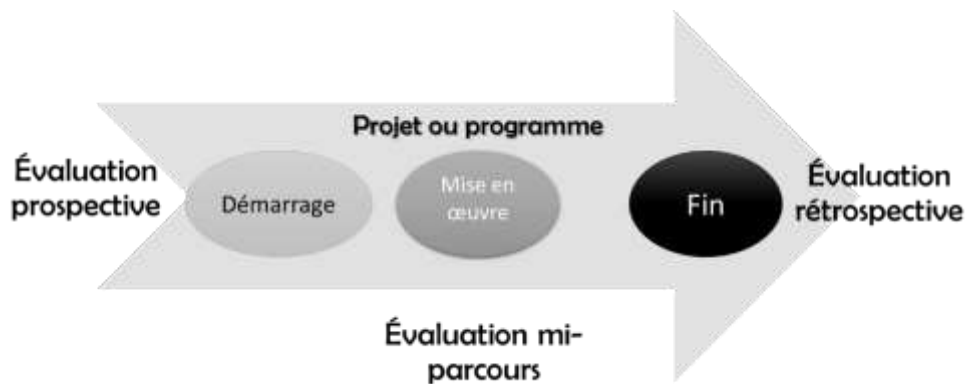 Projet ou programme
Évaluation
prospective
Démarrage
Mise en
œuvre
Fin
Évaluation
rétrospective
Évaluation mi-
parcours